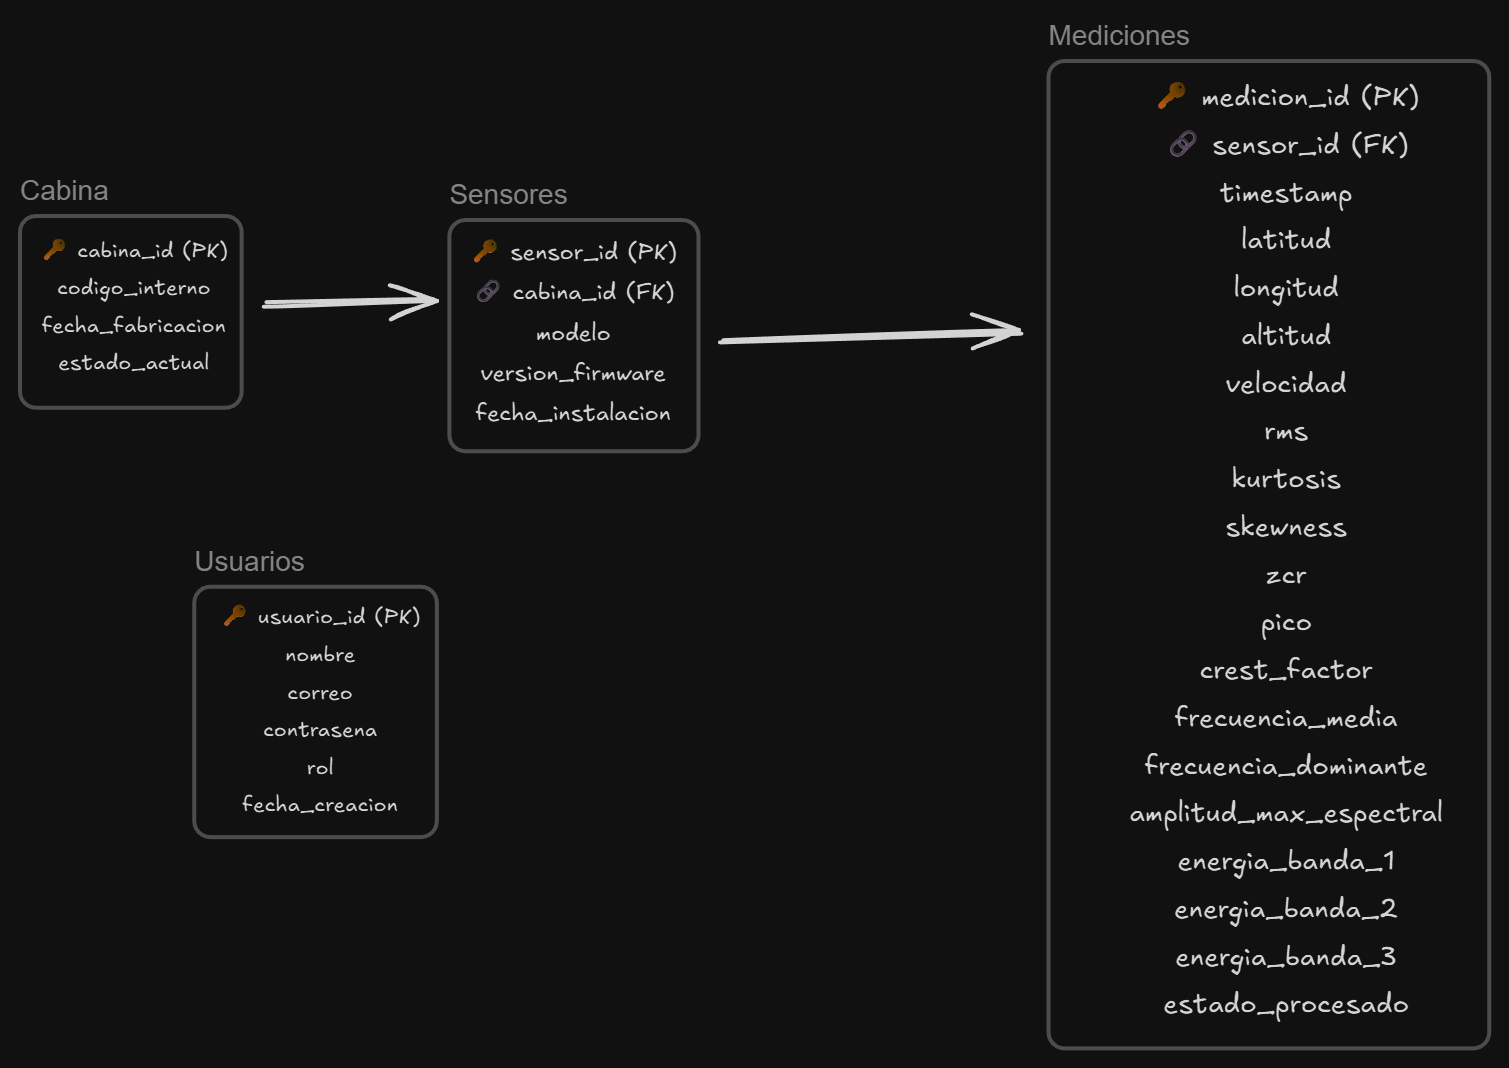 Cabina
cabina_id (PK)
codigo_interno
fecha_fabricacion
estado_actual
Sensores
sensor_id (PK)
cabina_id (FK)
modelo
version_firmware
fecha_instalacion
Mediciones
medicion_id (PK)
sensor_id (FK)
timestamp
latitud
longitud
altitud
velocidad
rms
kurtosis
skewness
zcr
pico
crest_factor
frecuencia_media
frecuencia_dominante
amplitud_max_espectral
energia_banda_1
energia_banda_2
energia_banda_3
estado_procesado
Usuarios
usuario_id (PK)
nombre
correo
contrasena
rol
fecha_creacion